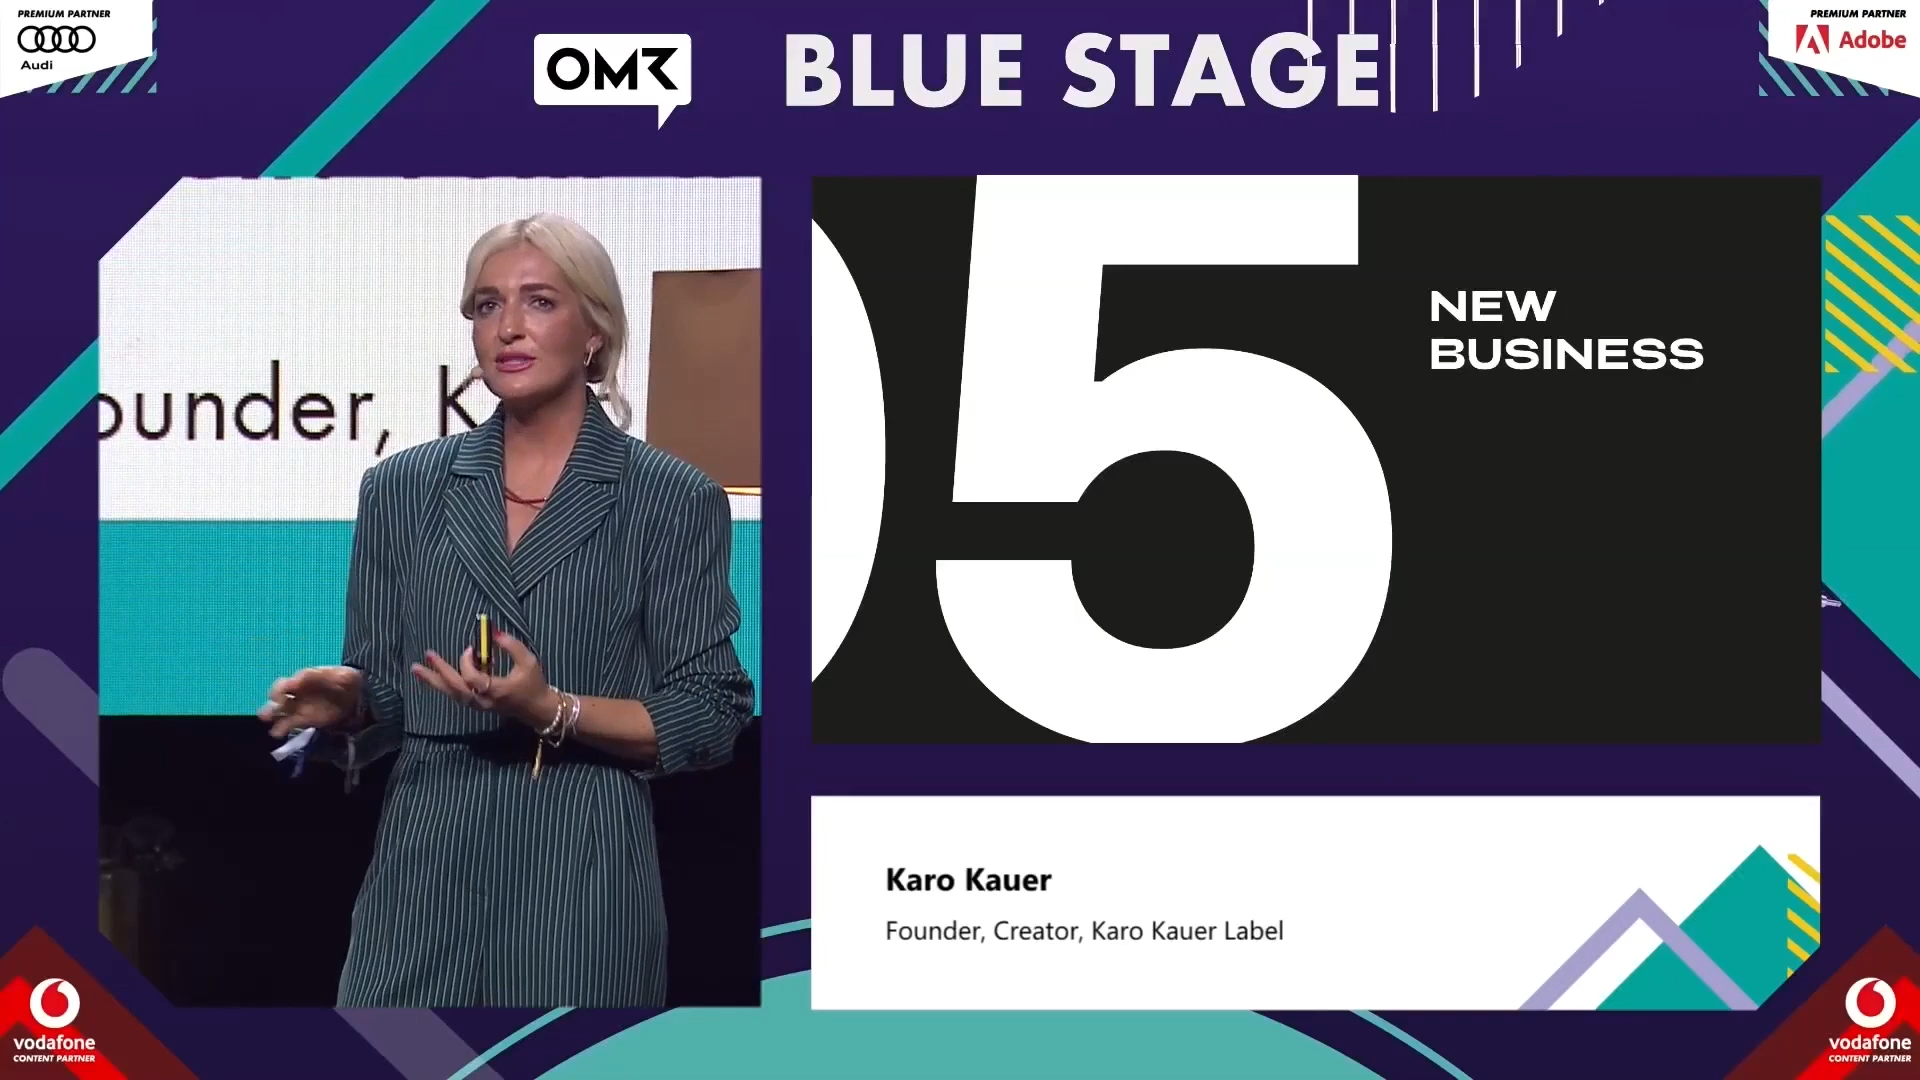 PREMIUM PARTNER
Audi
OMR
BLUE STAGE
PREMIUM PARTNER
Adobe
ounder, K
05
NEW
BUSINESS
Karo Kauer
Founder, Creator, Karo Kauer Label
vodafone
CONTENT PARTNER
vodafone
CONTENT PARTNER